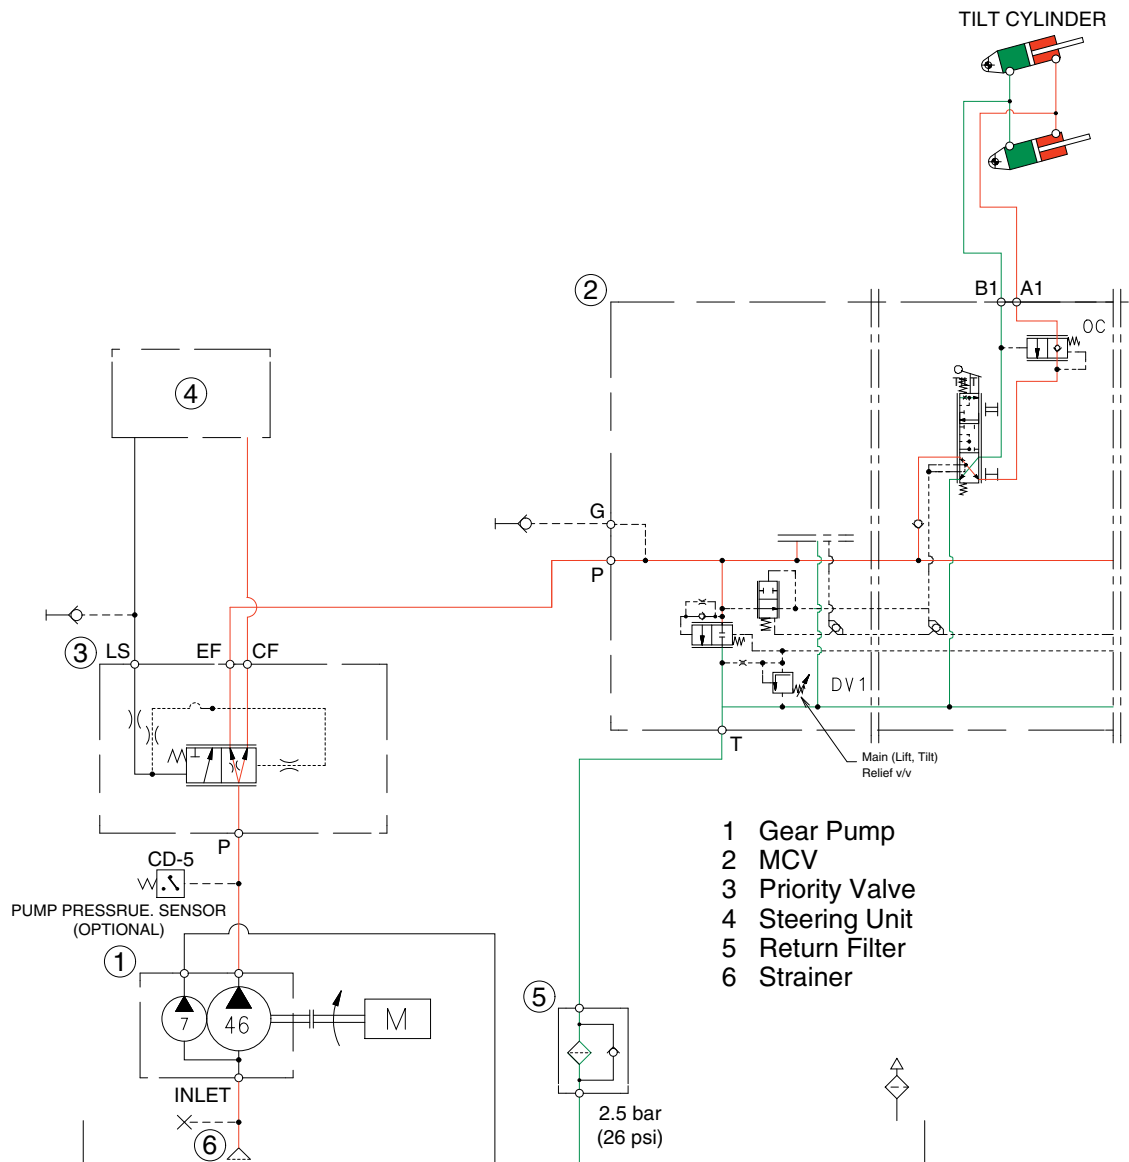 TILT CYLINDER
2
B1 A1
OC
4
G
P
3 LS EF CF
DV1
T
Main (Lift, Tilt)
Relief v/v
P
CD-5
PUMP PRESSRUE. SENSOR
(OPTIONAL)
1 Gear Pump
2 MCV
3 Priority Valve
4 Steering Unit
5 Return Filter
6 Strainer
1
5
7 46 M
INLET
2.5 bar
(26 psi)
6